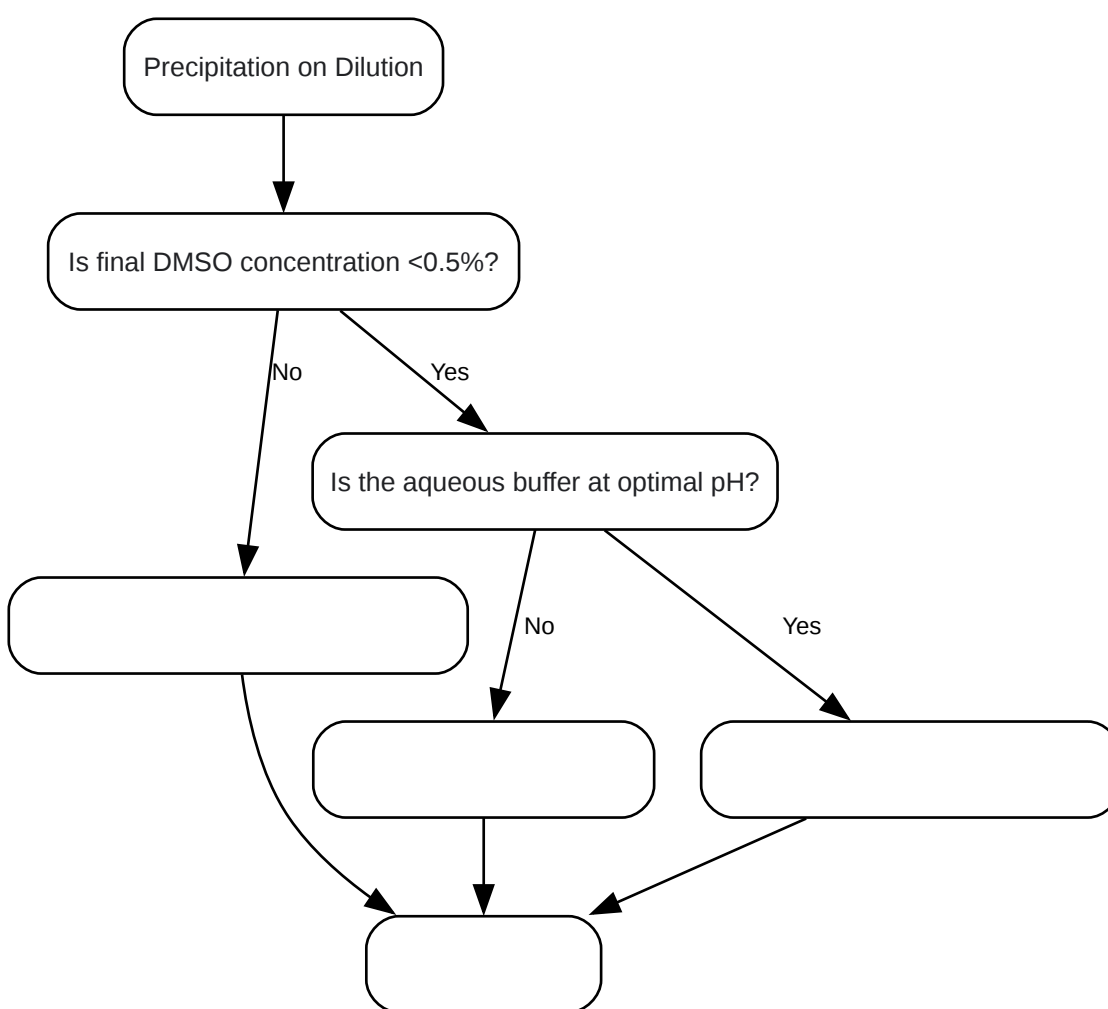 Precipitation on Dilution
Is final DMSO concentration <0.5%?
No
Yes
Is the aqueous buffer at optimal pH?
No
Yes